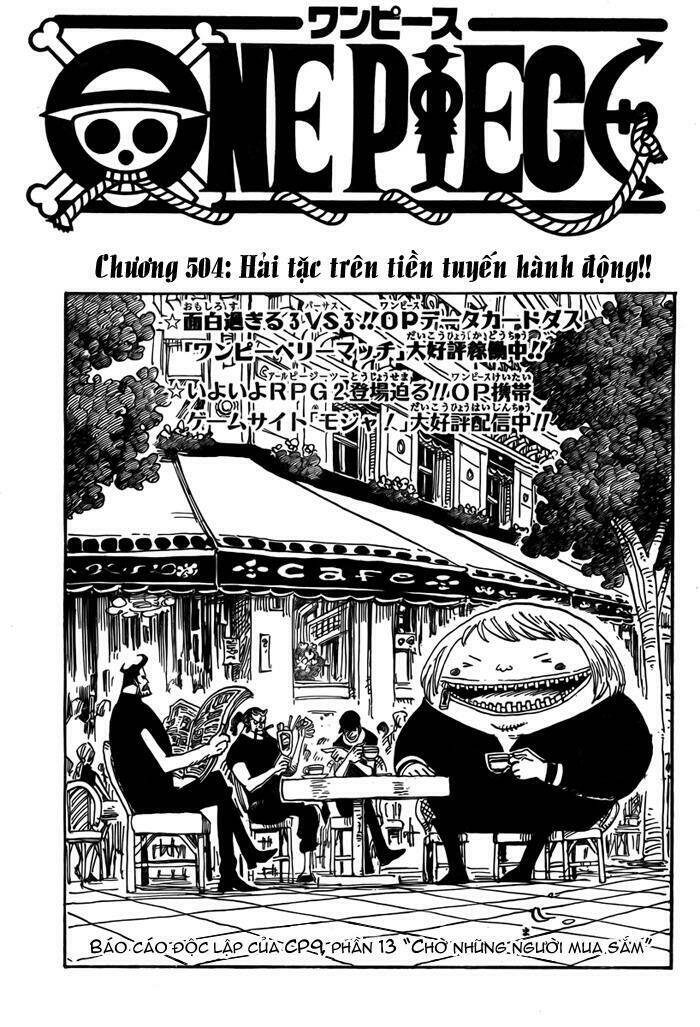 ワンピース
ONE PIECE
Chương 504: Hải tặc trên tiền tuyến hành động!!
☆面白過ぎる3VS3!!OPデータカードダス
「ワンピーベリーマッチ」大好評稼働中!!
☆いよいよRPG2登場迫る!!OP携帯
ゲームサイト「モジャ!」大好評配信中!!
Cafe
BÁO CÁO ĐỘC LẬP CỦA CP9, PHẦN 13 "CHỜ NHỮNG NGƯỜI MUA SẮM"